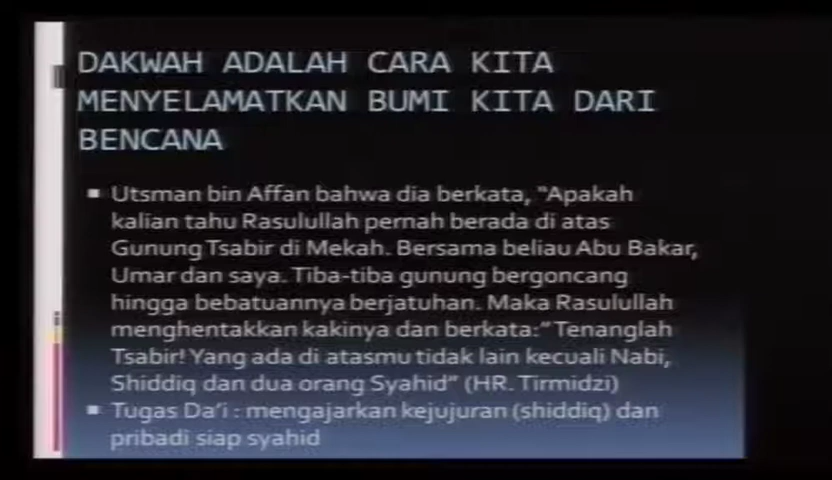 DAKWAH ADALAH CARA KITA
MENYELAMATKAN BUMI KITA DARI
BENCANA
Utsman bin Affan bahwa dia berkata, "Apakah
kalian tahu Rasulullah pernah berada di atas
Gunung Tsabir di Mekah. Bersama beliau Abu Bakar,
Umar dan saya. Tiba-tiba gunung bergoncang
hingga bebatuannya berjatuhan. Maka Rasulullah
menghentakkan kakinya dan berkata:"Tenanglah
Tsabir! Yang ada di atasmu tidak lain kecuali Nabi,
Shiddiq dan dua orang Syahid" (HR. Tirmidzi)
Tugas Da'i : mengajarkan kejujuran (shiddiq) dan
pribadi siap syahid